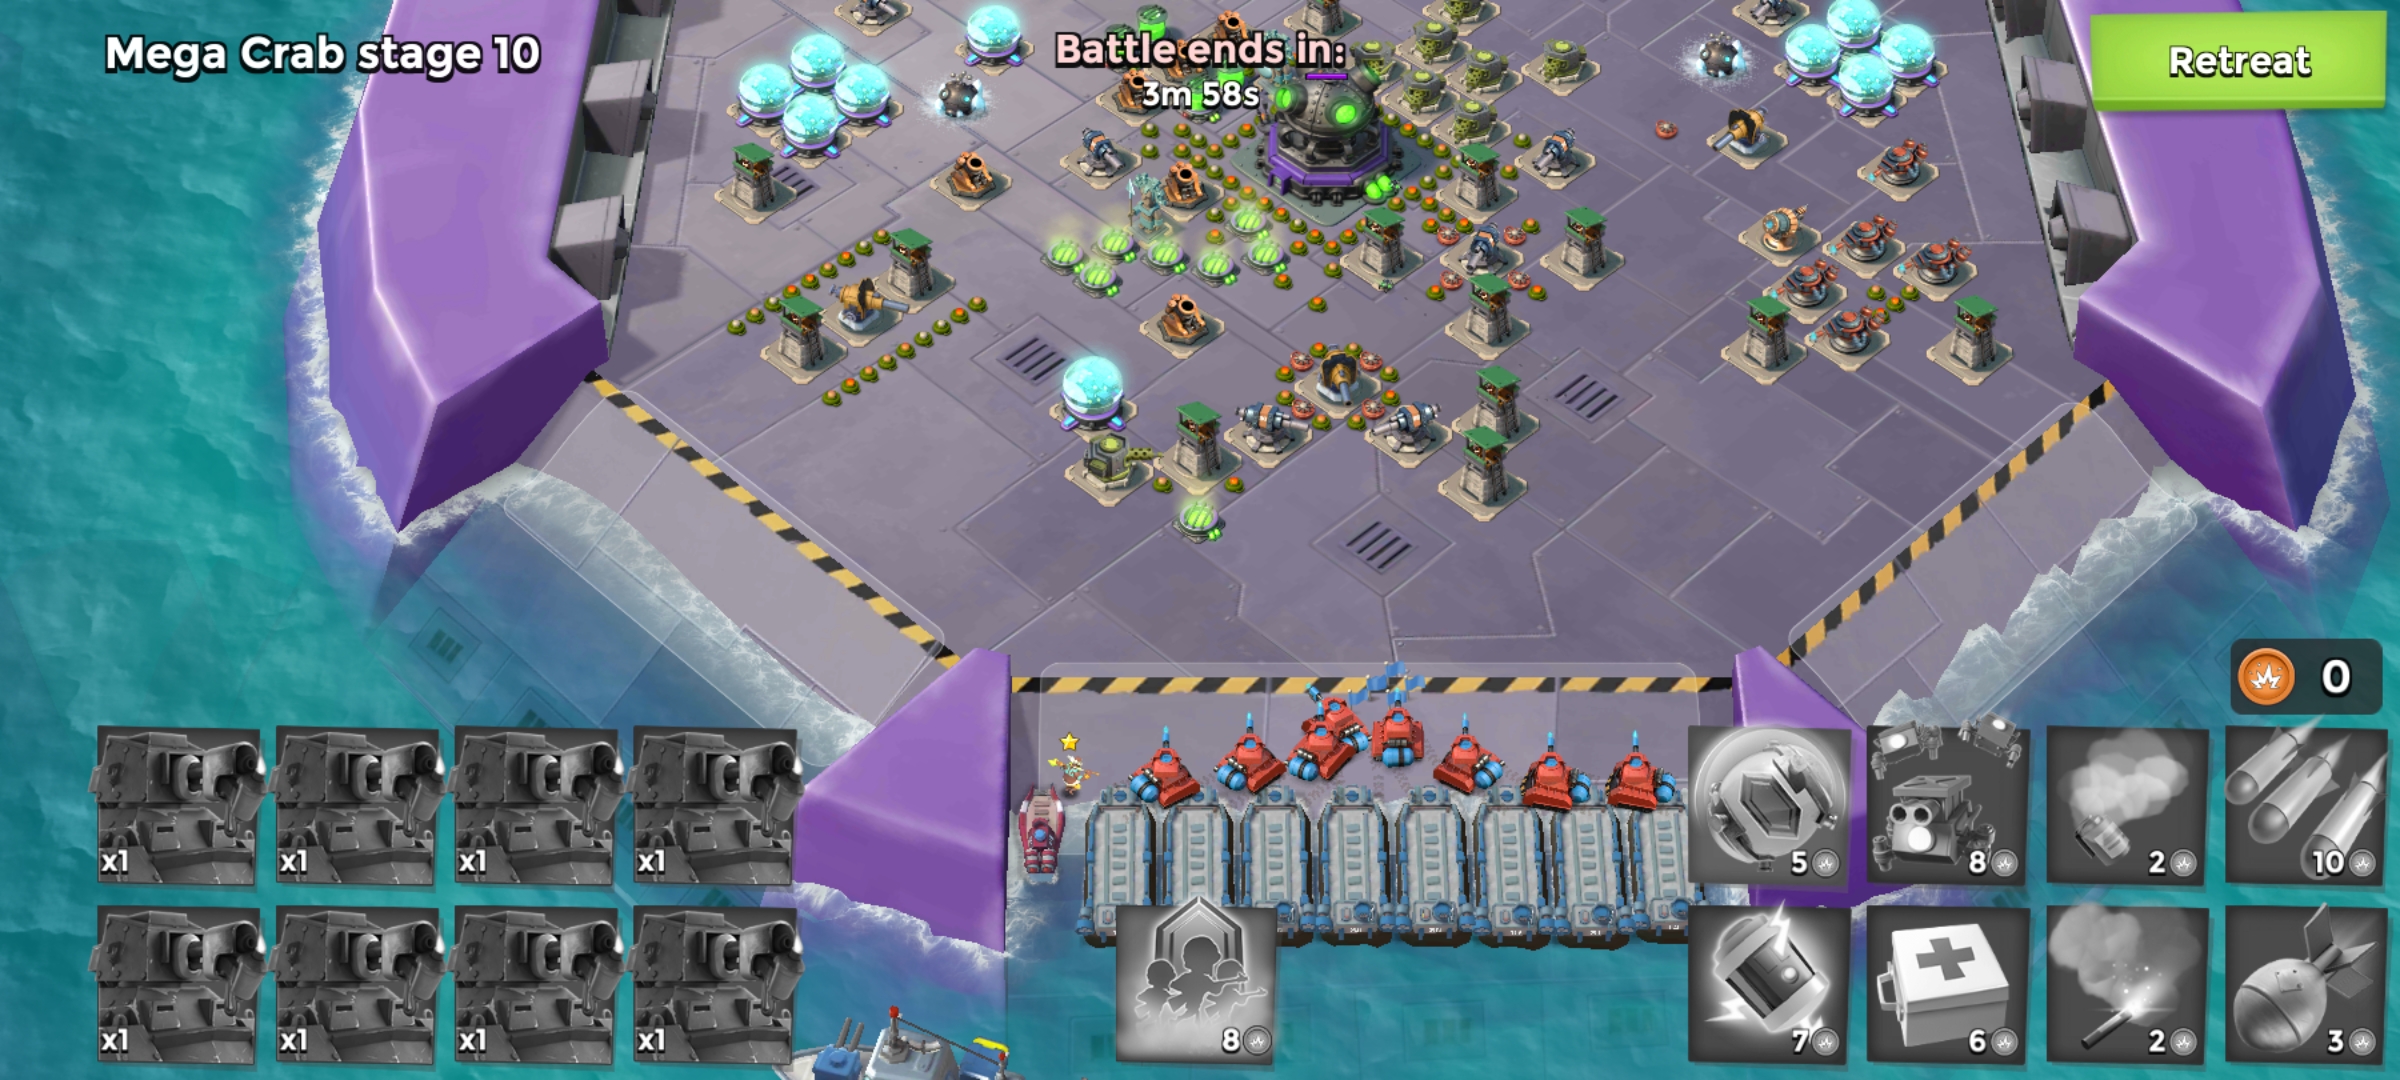 Mega Crab stage 10
Battle ends in:
3m 58s
Retreat
0
x1
x1
x1
x1
5
8
2
10
x1
x1
x1
x1
8
7
6
2
3